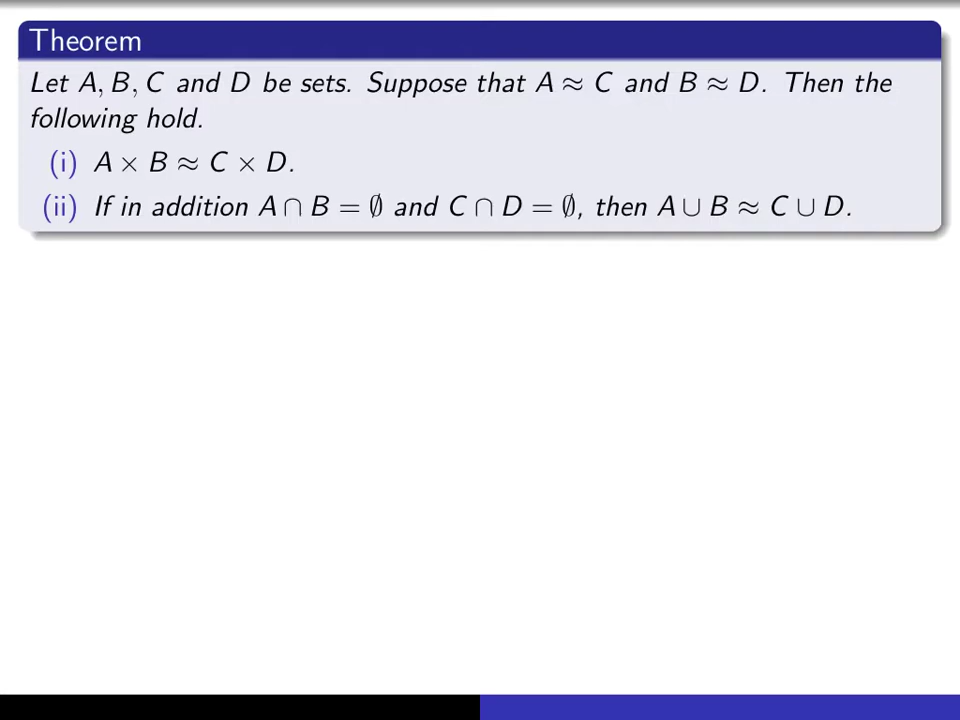 Theorem
Let A, B, C and D be sets. Suppose that A ≈ C and B ≈ D. Then the
following hold.
(i) A × B ≈ C × D.
(ii) If in addition A ∩ B = ∅ and C ∩ D = ∅, then A ∪ B ≈ C ∪ D.